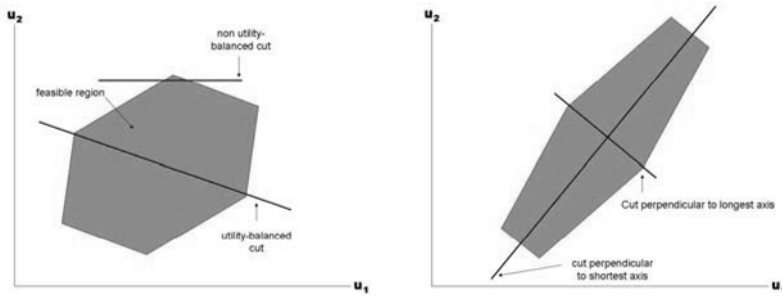 u₂
non utility-
balanced cut
feasible region
utility-balanced
cut
u₁
u₂
Cut perpendicular to longest axis
cut perpendicular
to shortest axis
u